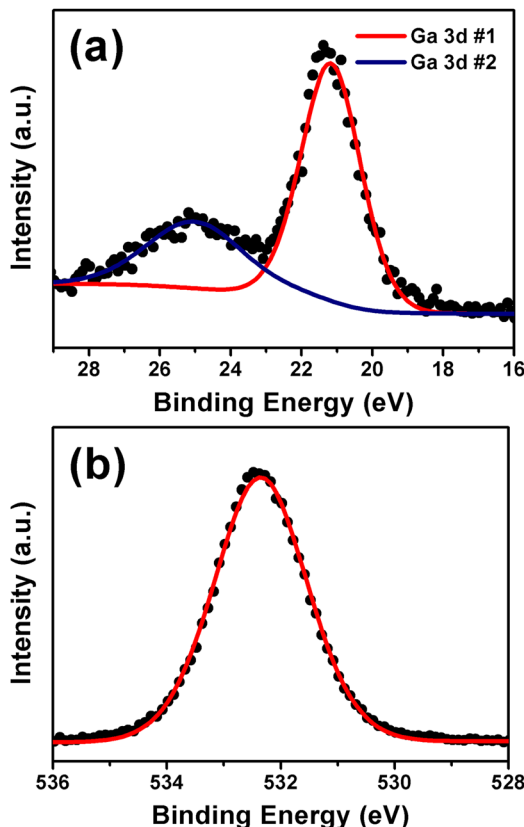 (a)
Ga 3d #1
Ga 3d #2
Intensity (a.u.)
28 26 24 22 20 18 16
Binding Energy (eV)
(b)
Intensity (a.u.)
536 534 532 530 528
Binding Energy (eV)